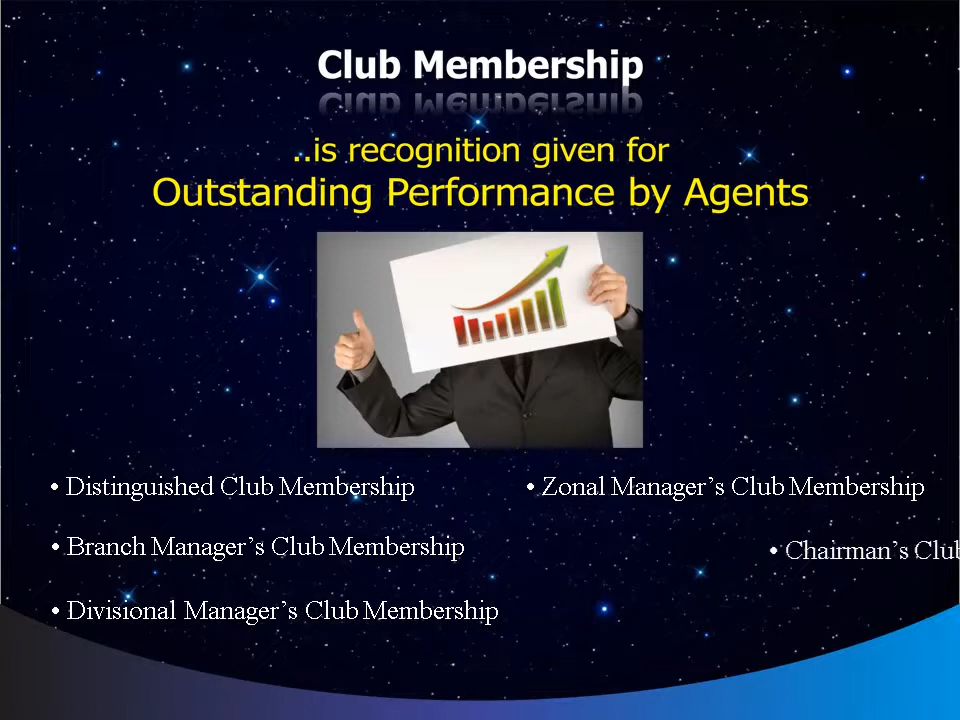 Club Membership
..is recognition given for
Outstanding Performance by Agents
• Distinguished Club Membership
• Zonal Manager’s Club Membership
• Branch Manager’s Club Membership
• Chairman’s Club
• Divisional Manager’s Club Membership